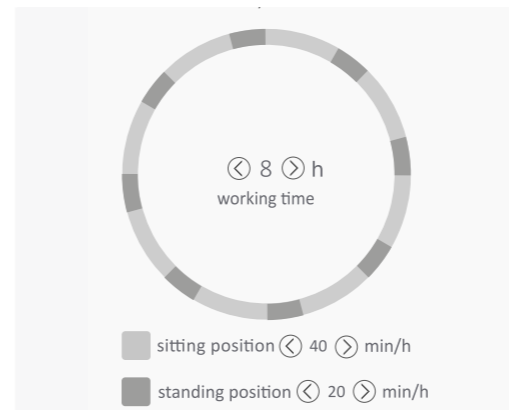 8 h
working time
sitting position 40 min/h
standing position 20 min/h